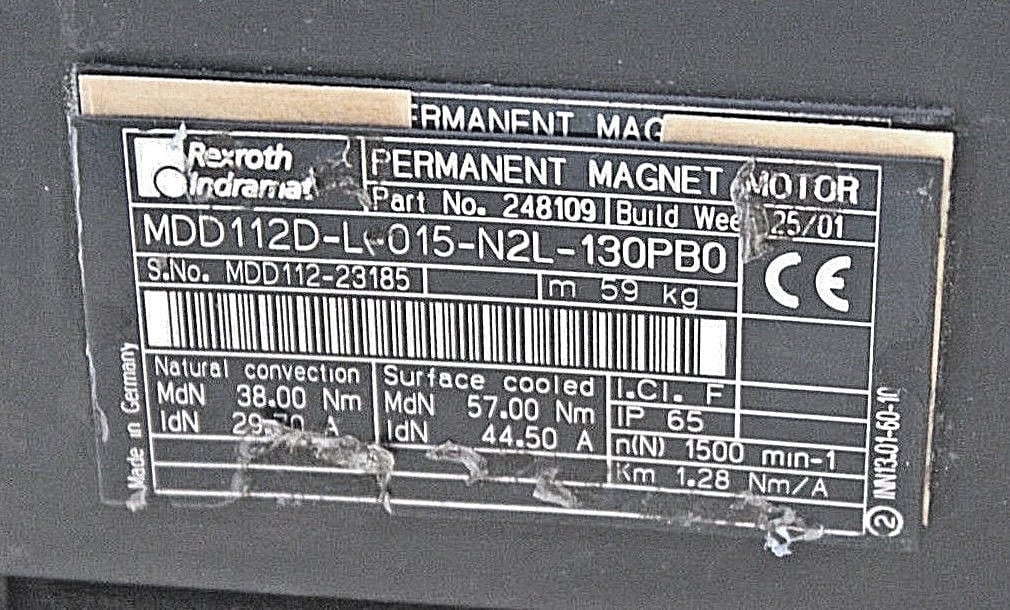 PERMANENT MAG
Rexroth
Indramat
PERMANENT MAGNET MOTOR
Part No. 248109 Build Wee 25/01
MDD112D-L-015-N2L-130PB0
S.No. MDD112-23185 m 59 kg
CE
Natural convection
MdN 38.00 Nm
IdN A
Surface cooled
MdN 57.00 Nm
IdN 44.50 A
I.Cl. F
IP 65
n(N) 1500 min-1
Km 1.28 Nm/A
Made in Germany
2 INN13.01-60-10